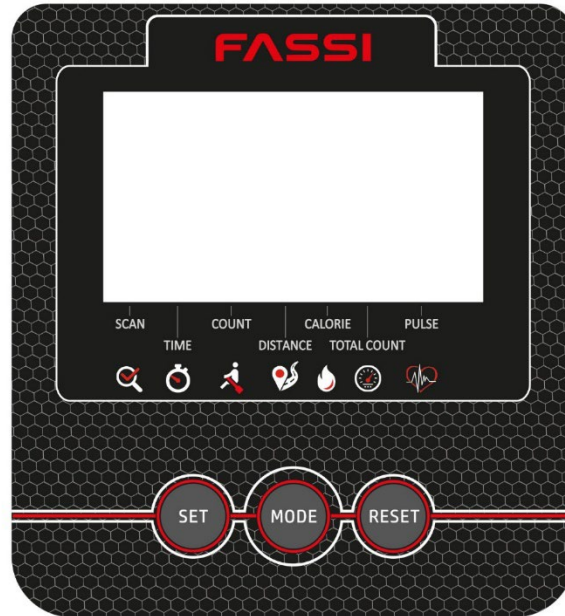 FASSI
SCAN COUNT CALORIE PULSE
TIME DISTANCE TOTAL COUNT
SET MODE RESET